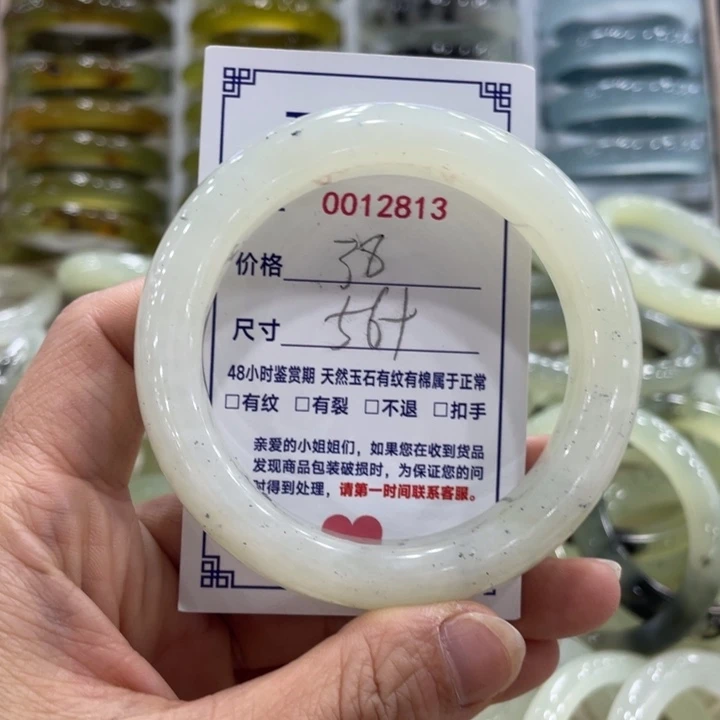 0012813
价格 38
尺寸 56+
48小时鉴赏期 天然玉石有纹有棉属于正常
□有纹 □有裂 □不退 □扣手
亲爱的小姐姐们，如果您在收到货品
发现商品包装破损时，为保证您的问
时得到处理，请第一时间联系客服。